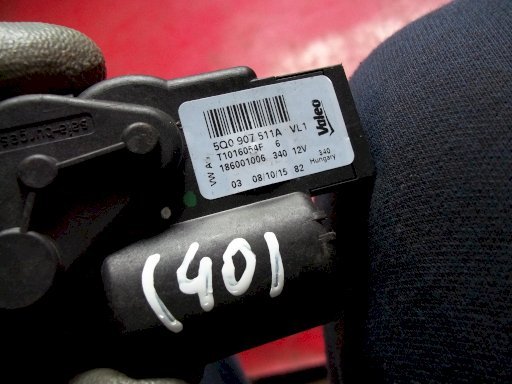 5Q0 907 511A VL1
T1016064F 6
186001006 340 12V
03 08/10/15 82
VW AG
Valeo
340
Hungary
(40)